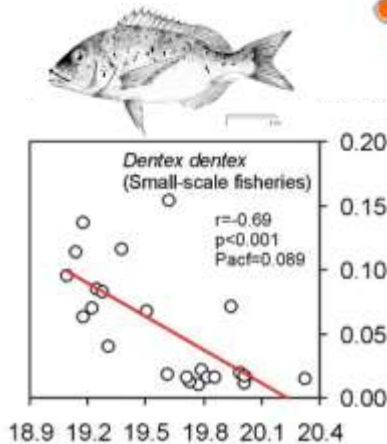 Dentex dentex
(Small-scale fisheries)
r=-0.69
p<0.001
Pacf=0.089
0.20
0.15
0.10
0.05
0.00
18.9 19.2 19.5 19.8 20.1 20.4